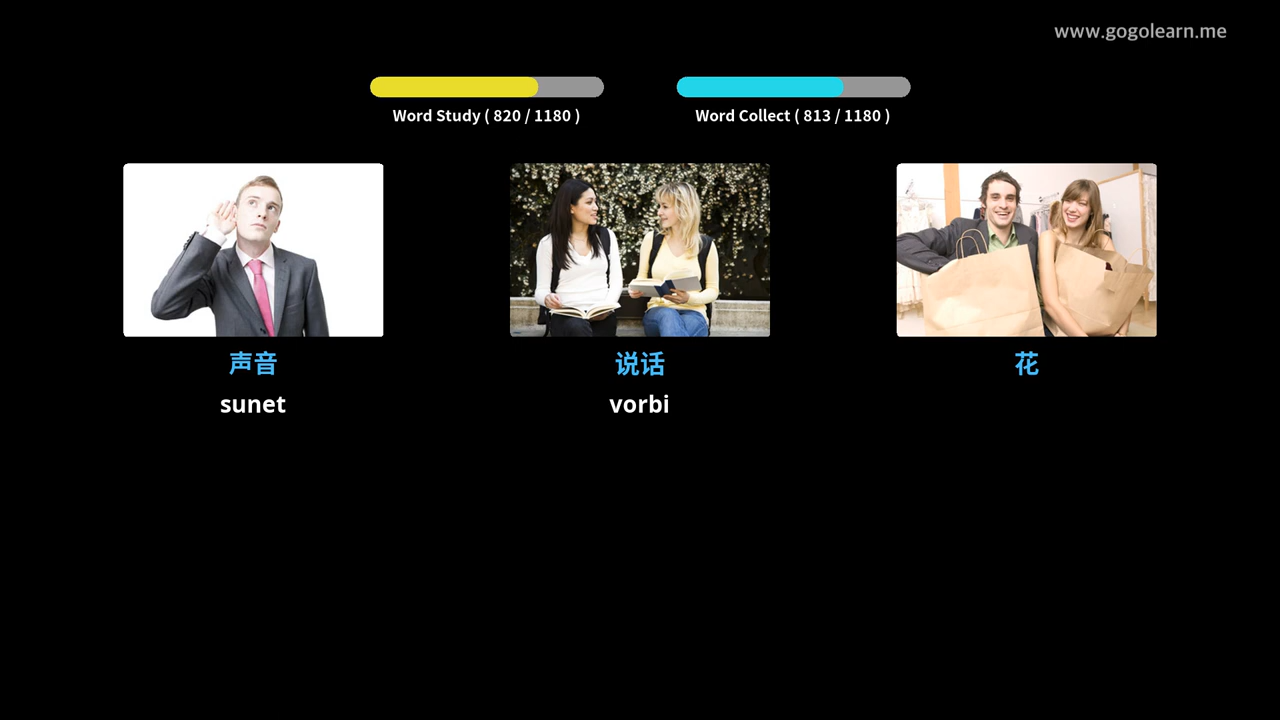 www.gogolearn.me
Word Study ( 820 / 1180 )
Word Collect ( 813 / 1180 )
声音
说话
花
sunet
vorbi